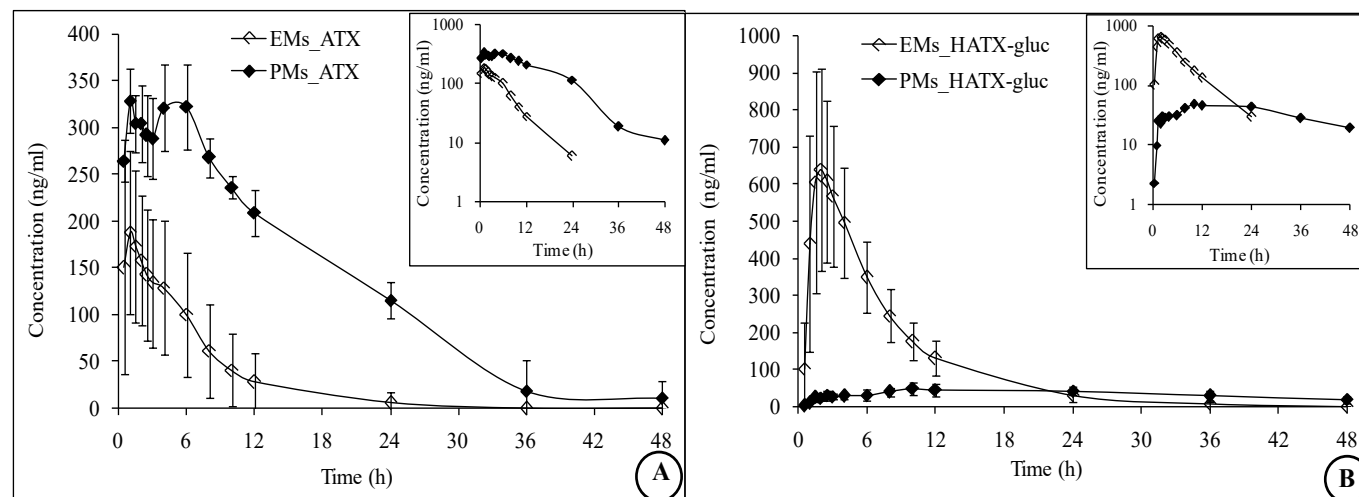 EMs_ATX
PMs_ATX
Concentration (ng/ml)
400
350
300
250
200
150
100
50
0
0 6 12 18 24 30 36 42 48
Time (h)
Concentration (ng/ml)
1000
100
10
1
0 12 24 36 48
Time (h)
A
EMs_HATX-gluc
PMs_HATX-gluc
Concentration (ng/ml)
1000
900
800
700
600
500
400
300
200
100
0
0 6 12 18 24 30 36 42 48
Time (h)
Concentration (ng/ml)
1000
100
10
1
0 12 24 36 48
Time (h)
B